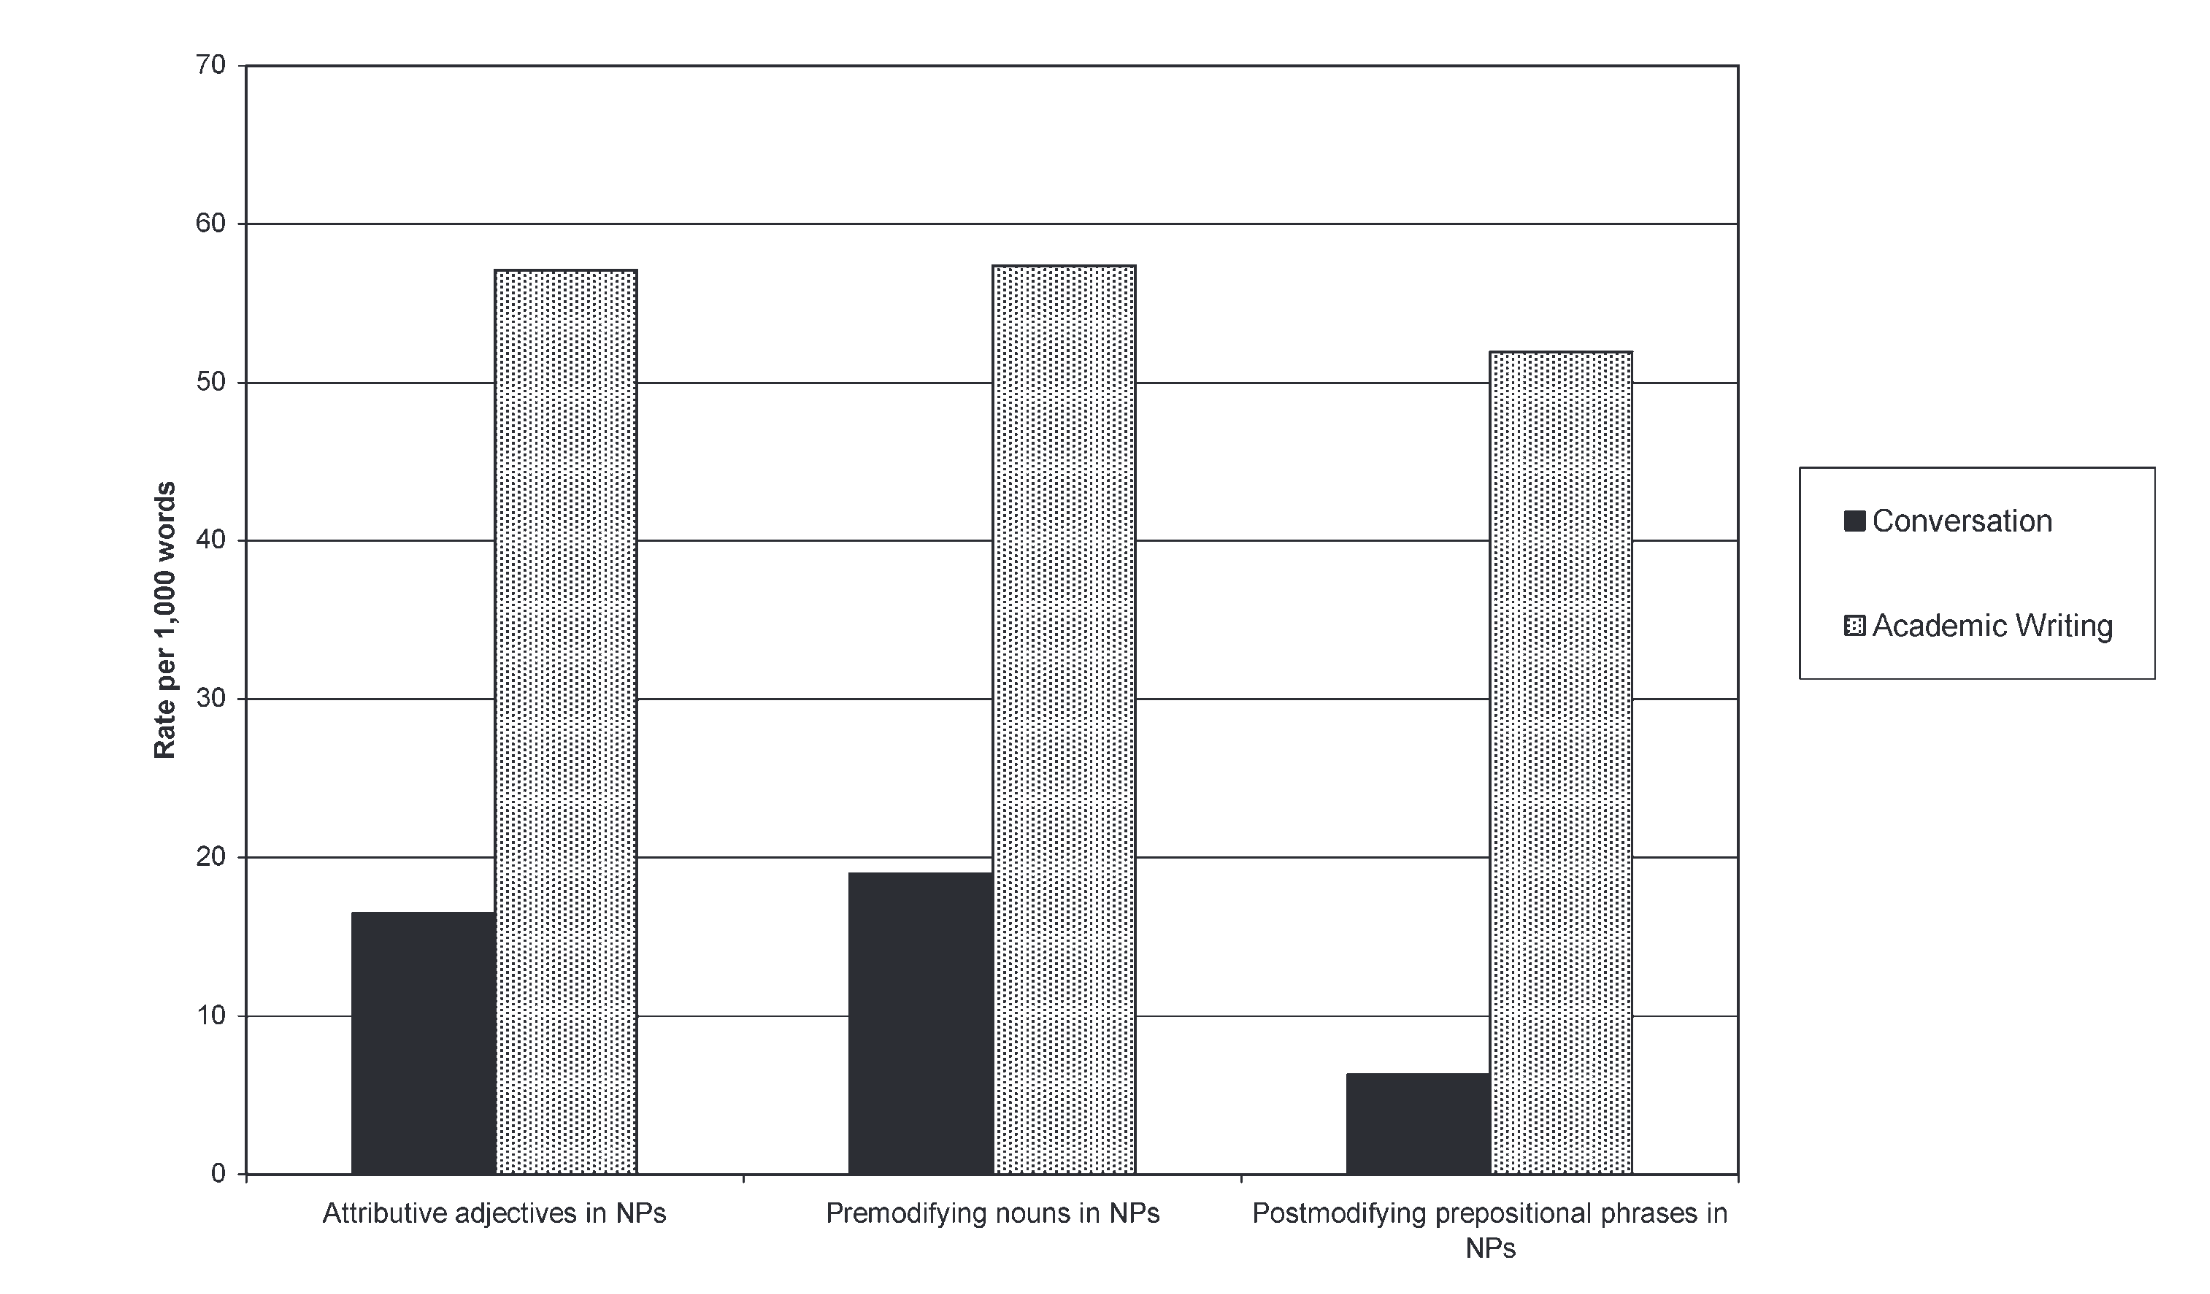 70
60
50
40
30
20
10
0
Rate per 1,000 words
Attributive adjectives in NPs
Premodifying nouns in NPs
Postmodifying prepositional phrases in
NPs
Conversation
Academic Writing